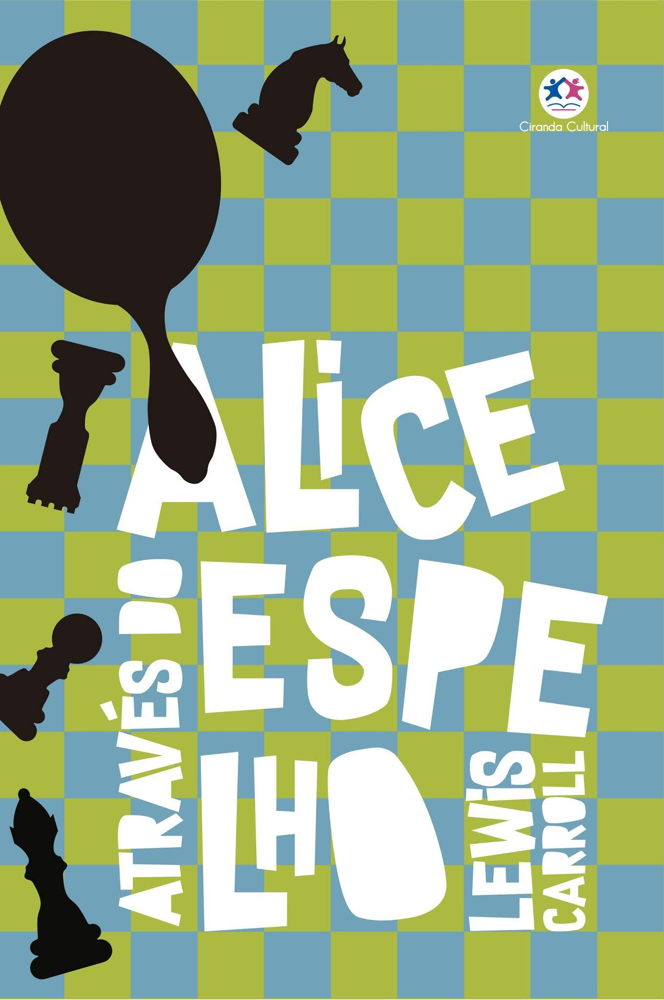 Ciranda Cultural
ALiCE
ATRAVÉS DO
ESPE
LHO
LEWiS
CARROLL